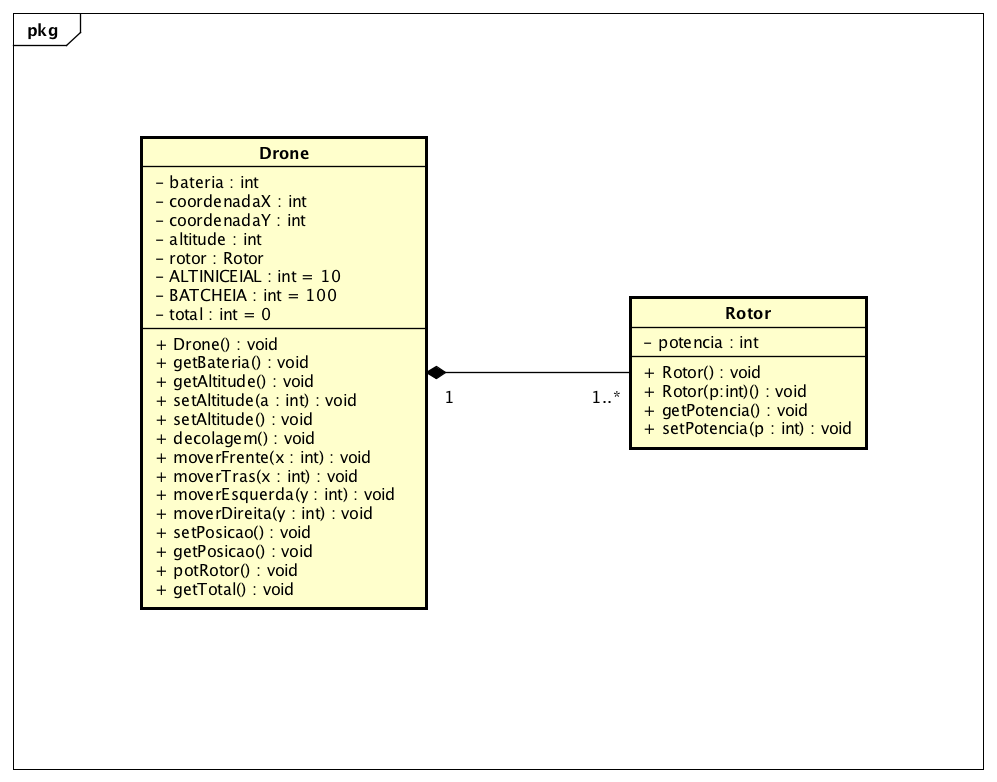 pkg
Drone
- bateria : int
- coordenadaX : int
- coordenadaY : int
- altitude : int
- rotor : Rotor
- ALTINICEIAL : int = 10
- BATCHEIA : int = 100
- total : int = 0
+ Drone() : void
+ getBateria() : void
+ getAltitude() : void
+ setAltitude(a : int) : void
+ setAltitude() : void
+ decolagem() : void
+ moverFrente(x : int) : void
+ moverTras(x : int) : void
+ moverEsquerda(y : int) : void
+ moverDireita(y : int) : void
+ setPosicao() : void
+ getPosicao() : void
+ potRotor() : void
+ getTotal() : void
1
1..*
Rotor
- potencia : int
+ Rotor() : void
+ Rotor(p:int)() : void
+ getPotencia() : void
+ setPotencia(p : int) : void